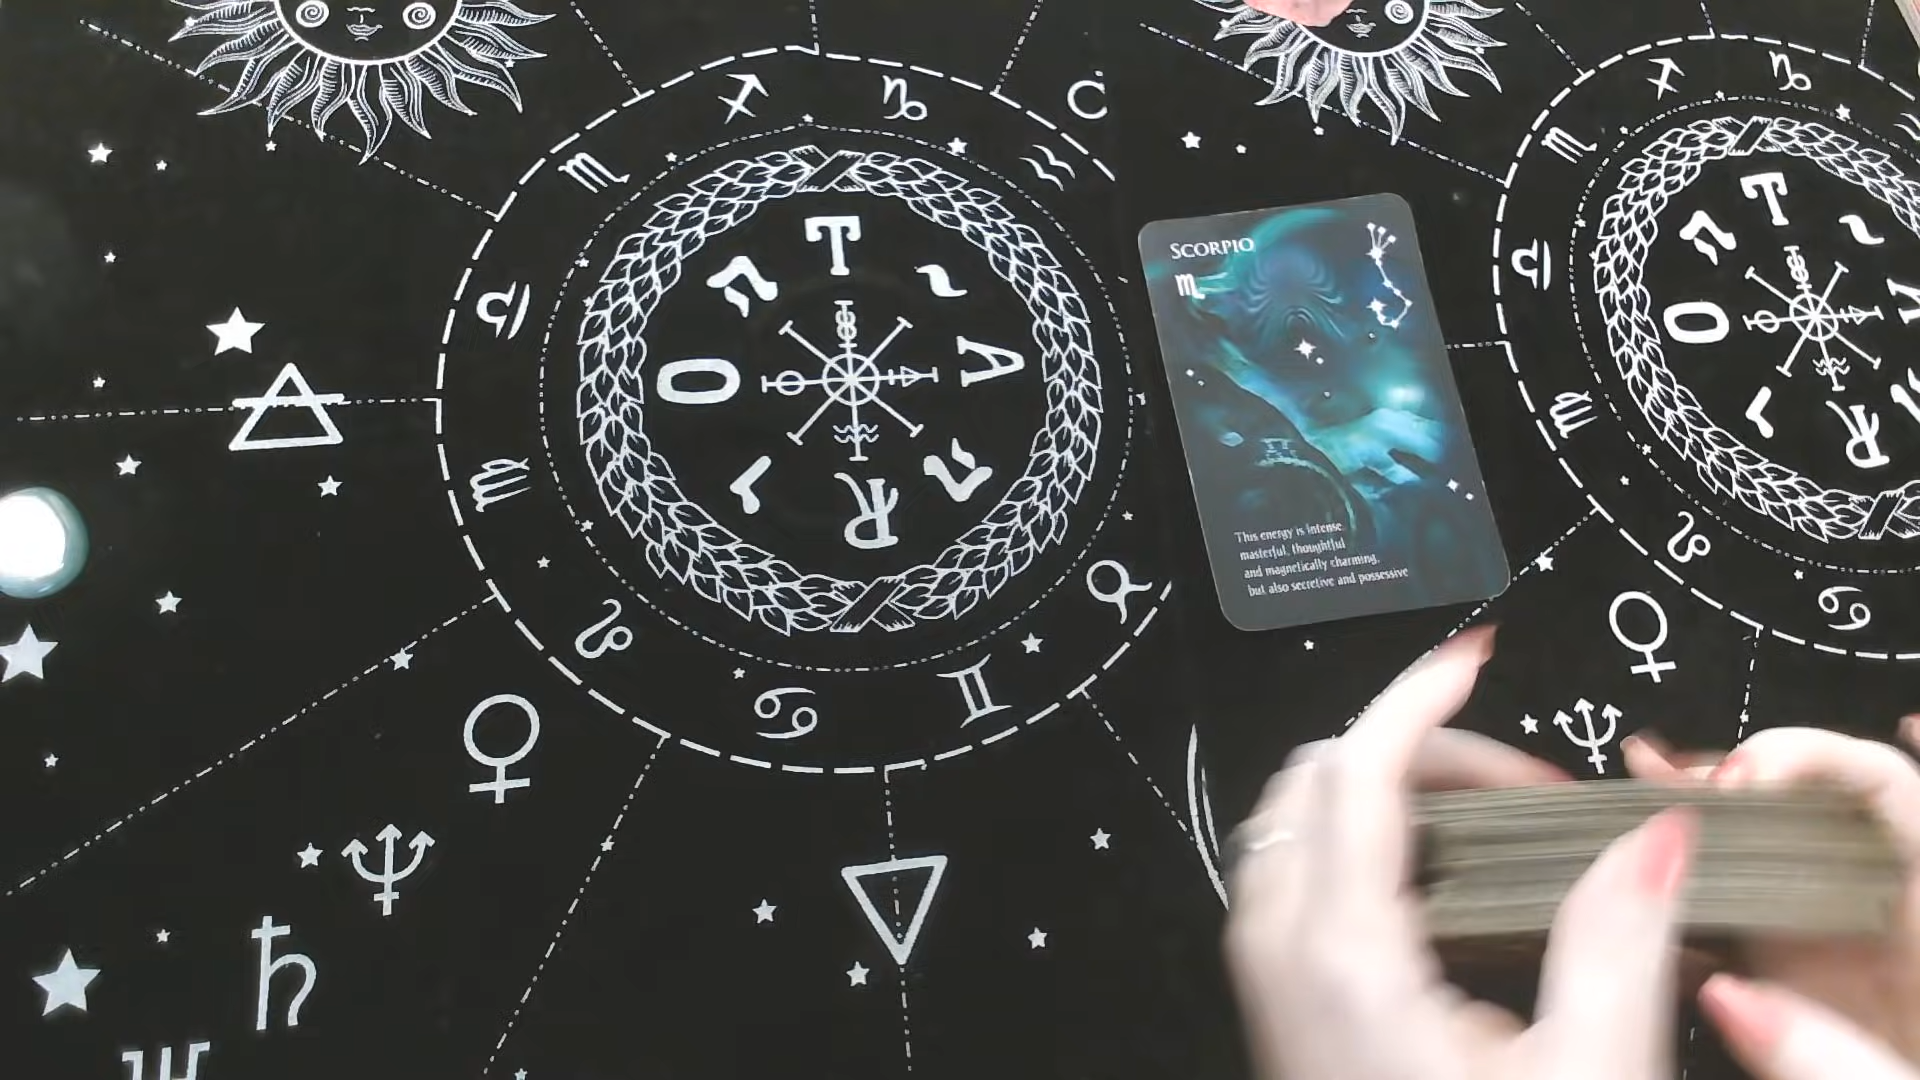 SCORPIO
This energy is intense,
masterful, thoughtful
and magnetically charming,
but also secretive and possessive
T
A
R
O
T
A
R
O